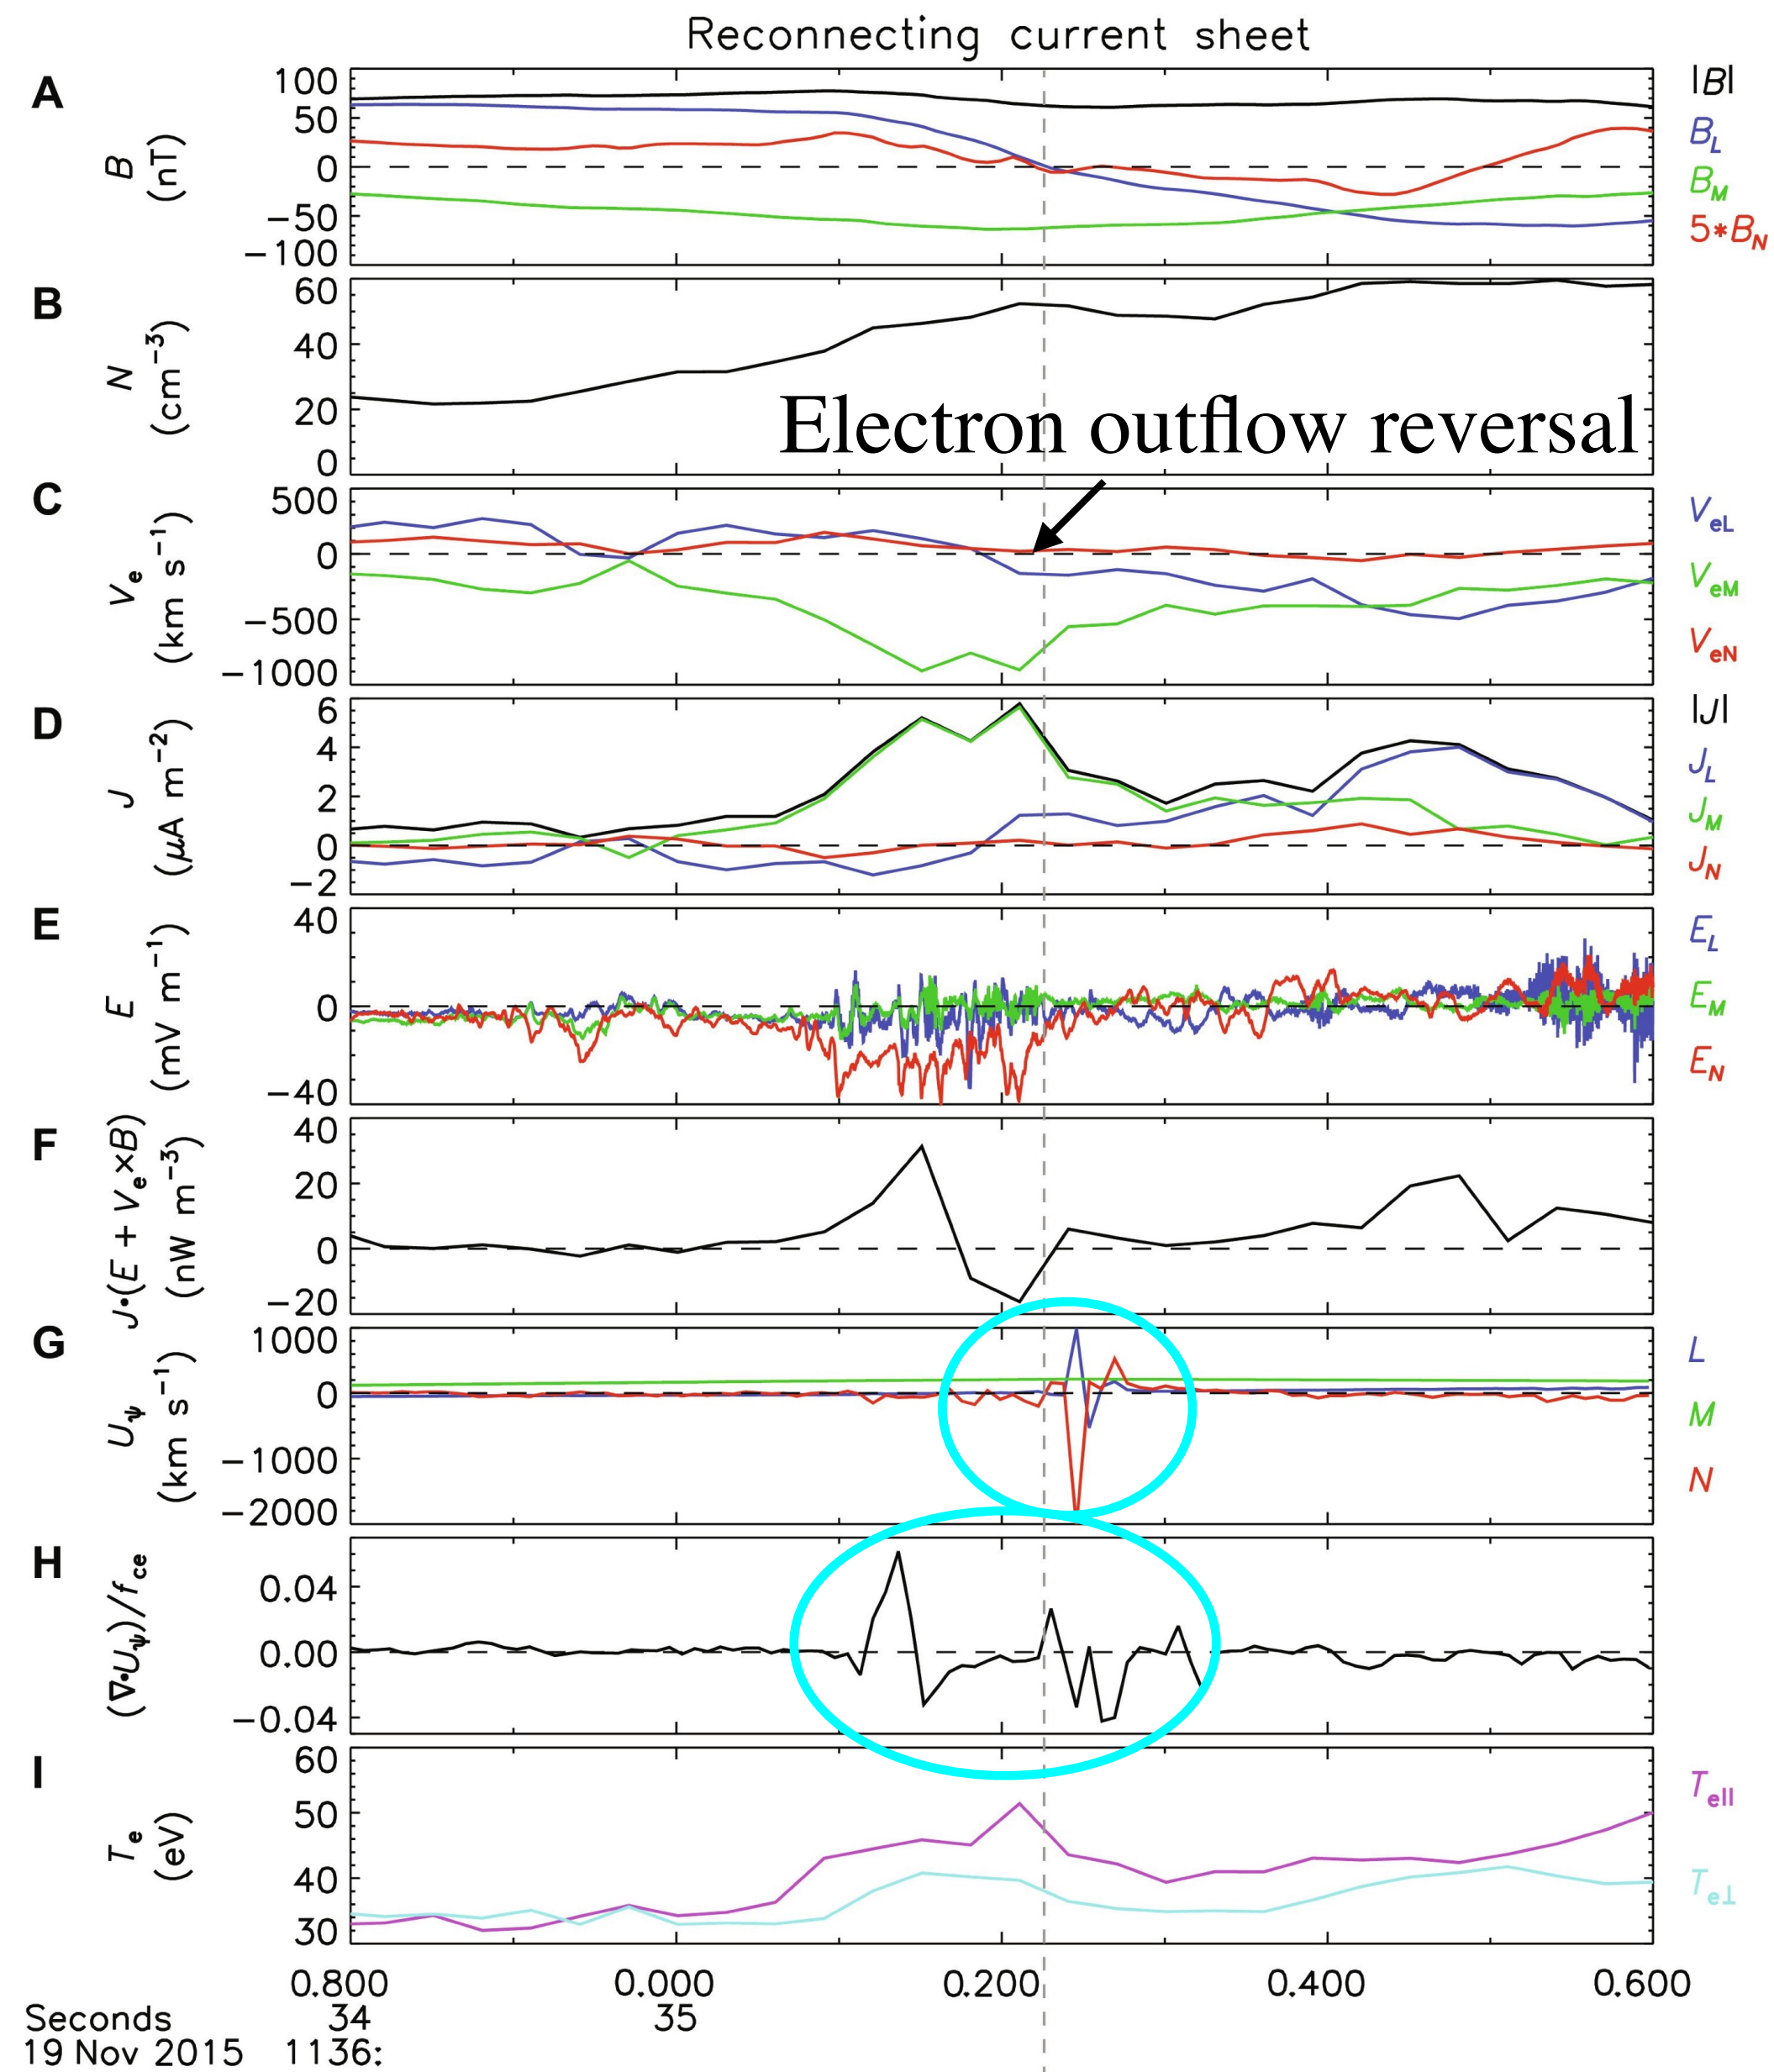 Reconnecting current sheet
A
B
(nT)
100
50
0
−50
−100
|B|
B_L
B_M
5*B_N
B
N
(cm⁻³)
60
40
20
0
Electron outflow reversal
C
V_e
(km s⁻¹)
500
0
−500
−1000
V_eL
V_eM
V_eN
D
J
(μA m⁻²)
6
4
2
0
−2
|J|
J_L
J_M
J_N
E
E
(mV m⁻¹)
40
0
−40
E_L
E_M
E_N
F
J•(E + V_e×B)
(nW m⁻³)
40
20
0
−20
G
U_ψ
(km s⁻¹)
1000
0
−1000
−2000
L
M
N
H
(∇•U_ψ)/f_ce
0.04
0.00
−0.04
I
T_e
(eV)
60
50
40
30
T_e||
T_e⊥
0.800 0.000 0.200 0.400 0.600
Seconds 34 35
19 Nov 2015 1136: